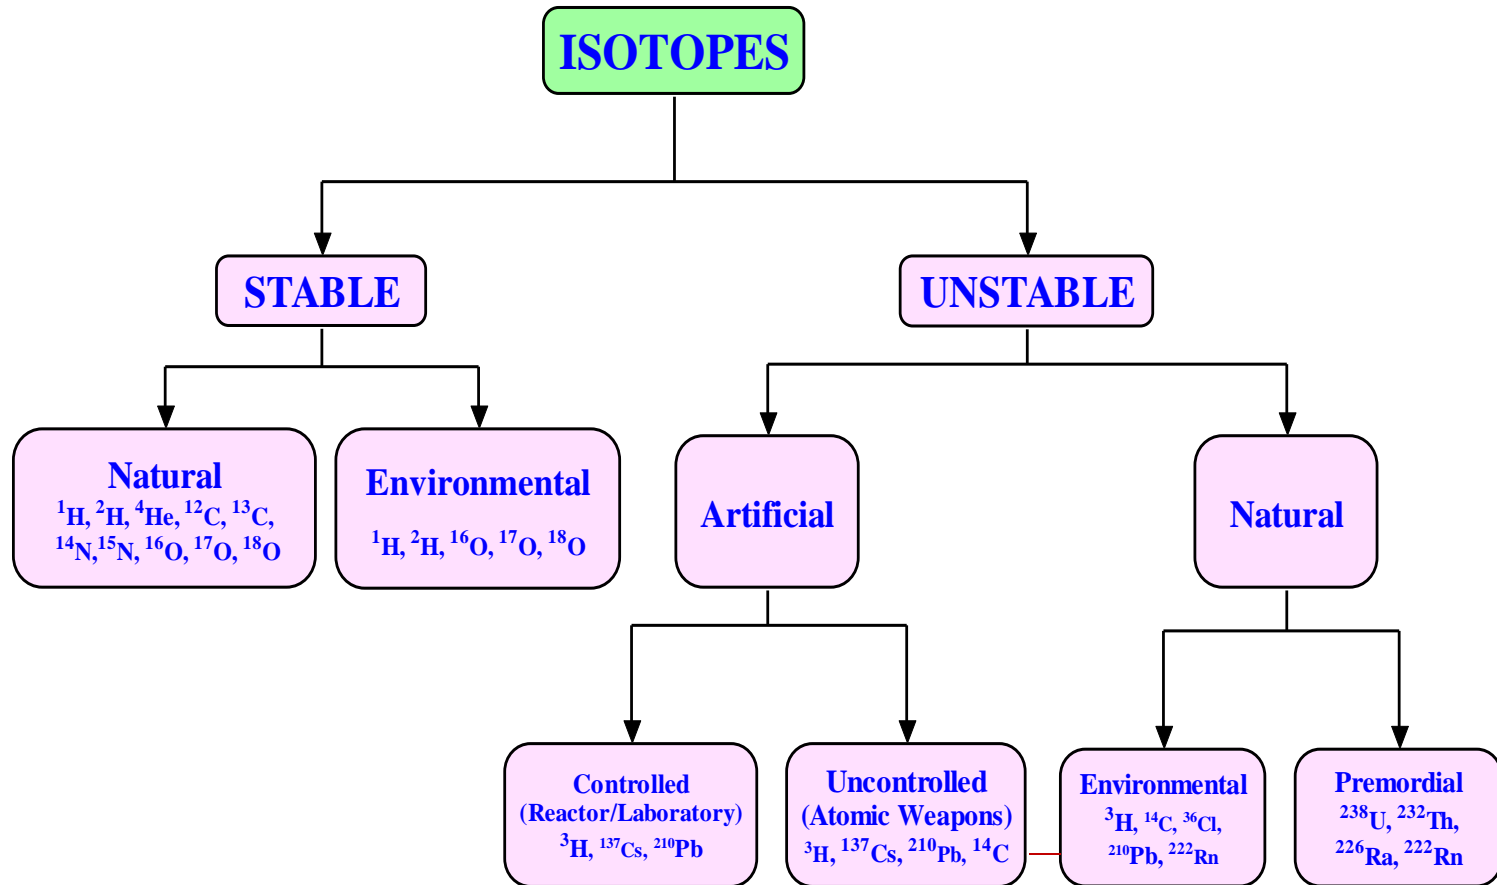 ISOTOPES
STABLE
UNSTABLE
Natural
¹H, ²H, ⁴He, ¹²C, ¹³C,
¹⁴N,¹⁵N, ¹⁶O, ¹⁷O, ¹⁸O
Environmental
¹H, ²H, ¹⁶O, ¹⁷O, ¹⁸O
Artificial
Natural
Controlled
(Reactor/Laboratory)
³H, ¹³⁷Cs, ²¹⁰Pb
Uncontrolled
(Atomic Weapons)
³H, ¹³⁷Cs, ²¹⁰Pb, ¹⁴C
Environmental
³H, ¹⁴C, ³⁶Cl,
²¹⁰Pb, ²²²Rn
Premordial
²³⁸U, ²³²Th,
²²⁶Ra, ²²²Rn